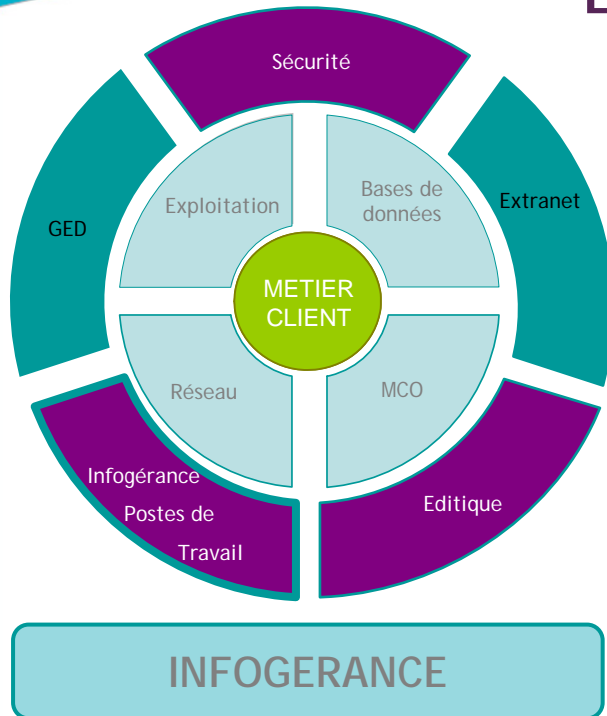 Sécurité
Exploitation
Bases de
données
GED
Extranet
METIER
CLIENT
Réseau
MCO
Infogérance
Postes de
Travail
Editique
INFOGERANCE